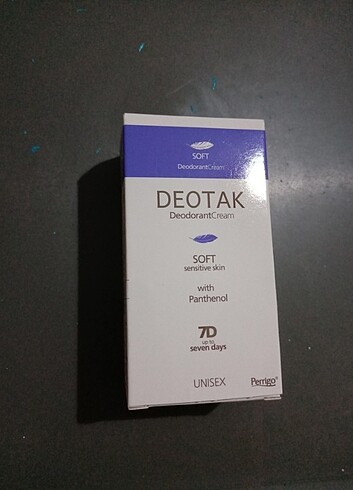 SOFT
DeodorantCream
DEOTAK
DeodorantCream
SOFT
sensitive skin
with
Panthenol
7D
up to
seven days
UNISEX
Perrigo®